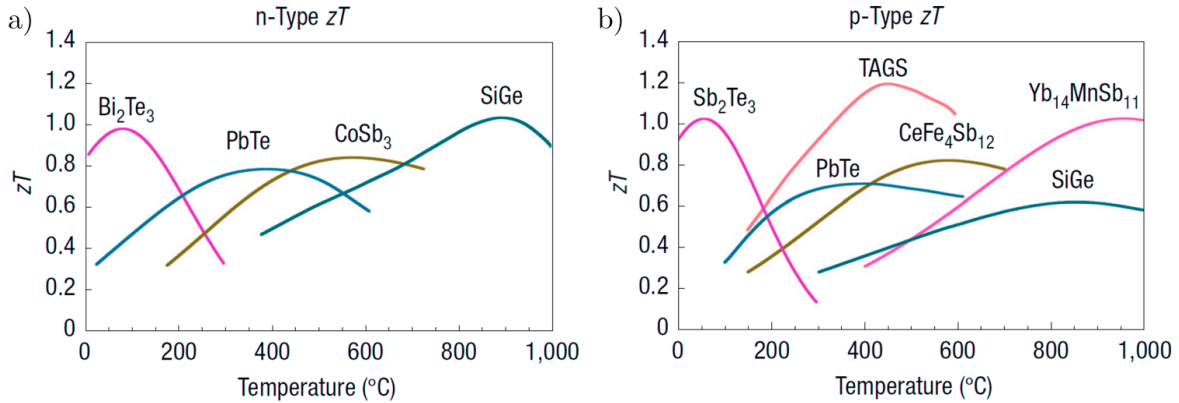 a)
n-Type zT
zT
1.4
1.2
1.0
0.8
0.6
0.4
0.2
0
Bi₂Te₃
PbTe
CoSb₃
SiGe
0 200 400 600 800 1,000
Temperature (°C)
b)
p-Type zT
zT
1.4
1.2
1.0
0.8
0.6
0.4
0.2
0
Sb₂Te₃
TAGS
Yb₁₄MnSb₁₁
CeFe₄Sb₁₂
PbTe
SiGe
0 200 400 600 800 1,000
Temperature (°C)